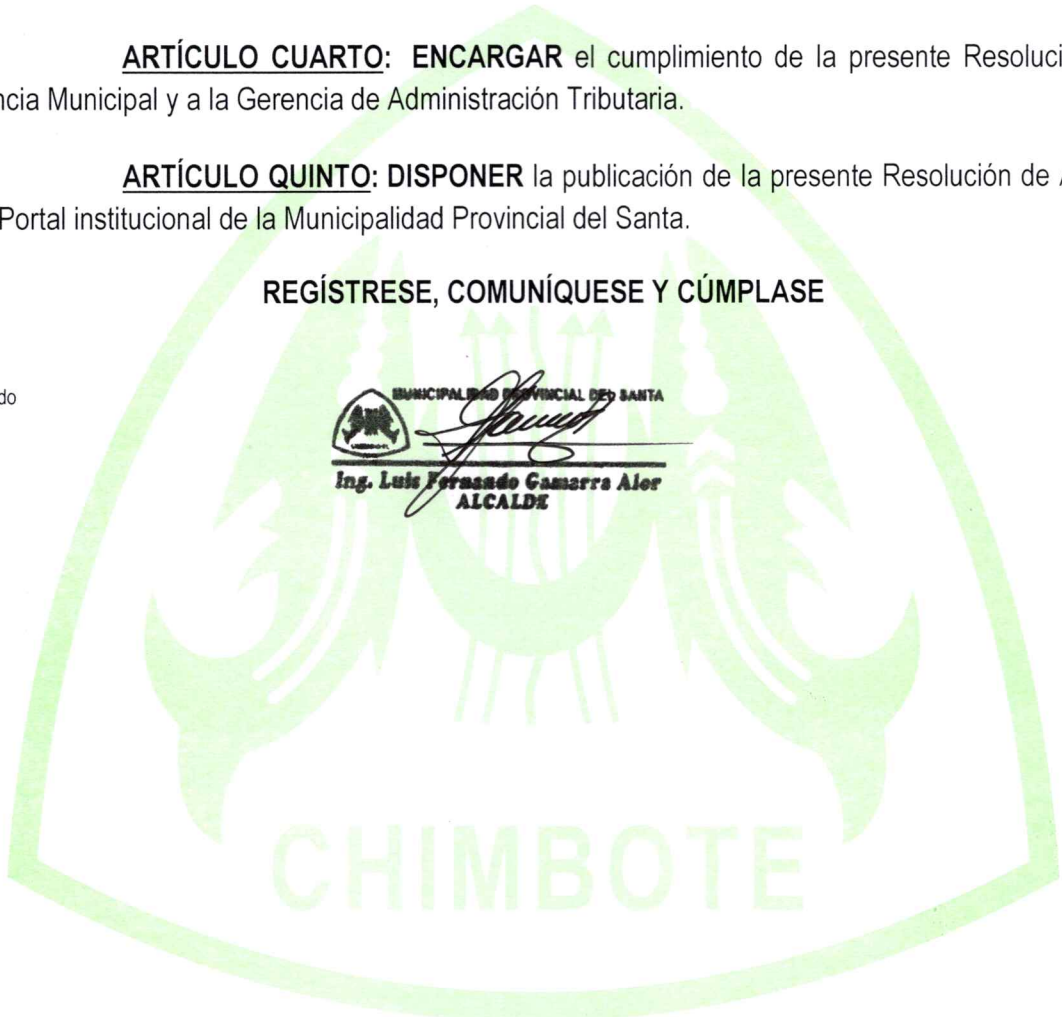 ARTÍCULO CUARTO: ENCARGAR el cumplimiento de la presente Resoluci
ncia Municipal y a la Gerencia de Administración Tributaria.
ARTÍCULO QUINTO: DISPONER la publicación de la presente Resolución de A
Portal institucional de la Municipalidad Provincial del Santa.
REGÍSTRESE, COMUNÍQUESE Y CÚMPLASE
do
MUNICIPALIDAD PROVINCIAL DEL SANTA
Ing. Luis Fernando Gamarra Alor
ALCALDE
CHIMBOTE